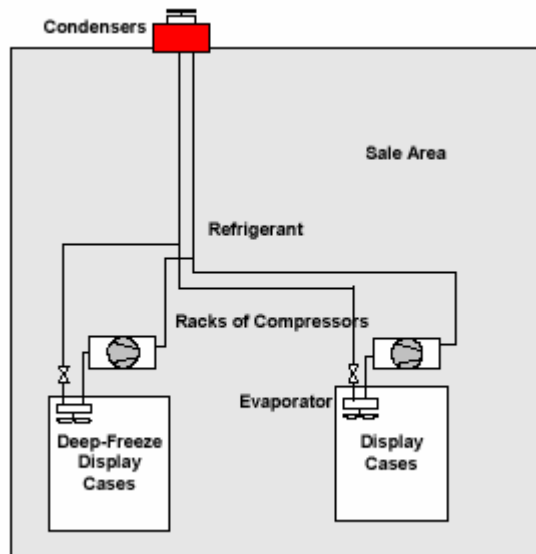 Condensers
Sale Area
Refrigerant
Racks of Compressors
Evaporator
Deep-Freeze
Display
Cases
Display
Cases